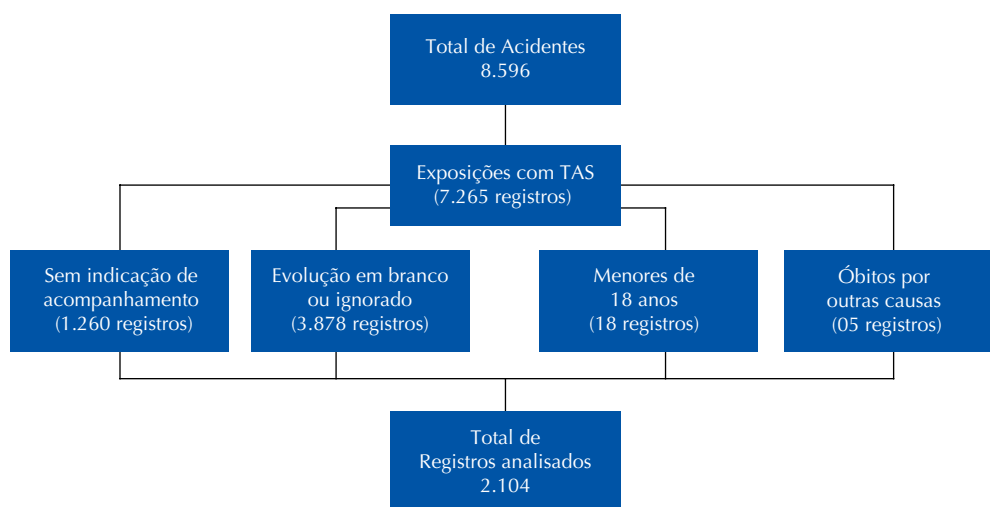 Total de Acidentes
8.596
Exposições com TAS
(7.265 registros)
Sem indicação de
acompanhamento
(1.260 registros)
Evolução em branco
ou ignorado
(3.878 registros)
Menores de
18 anos
(18 registros)
Óbitos por
outras causas
(05 registros)
Total de
Registros analisados
2.104